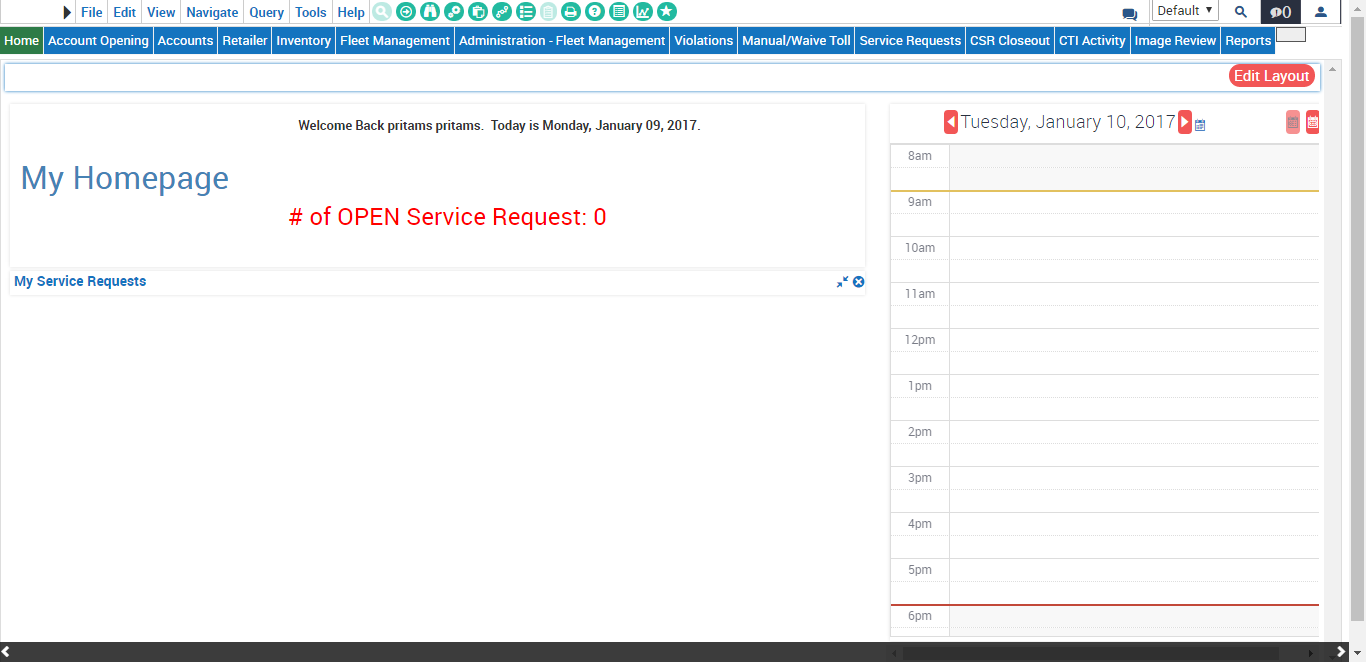 File Edit View Navigate Query Tools Help Default 0
Home Account Opening Accounts Retailer Inventory Fleet Management Administration - Fleet Management Violations Manual/Waive Toll Service Requests CSR Closeout CTI Activity Image Review Reports
Edit Layout
Welcome Back pritams pritams. Today is Monday, January 09, 2017.
My Homepage
# of OPEN Service Request: 0
My Service Requests
Tuesday, January 10, 2017
8am
9am
10am
11am
12pm
1pm
2pm
3pm
4pm
5pm
6pm